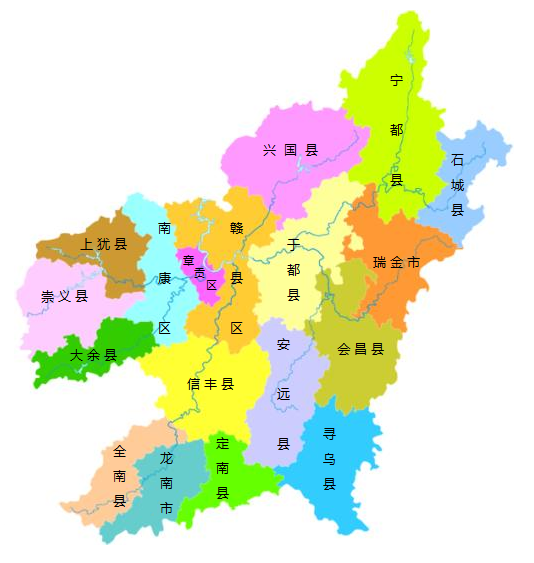 宁都县
兴国县
石城县
赣县区
南康区
上犹县
于都县
章贡区
瑞金市
崇义县
大余县
会昌县
安远县
信丰县
寻乌县
定南县
全南县
龙南市